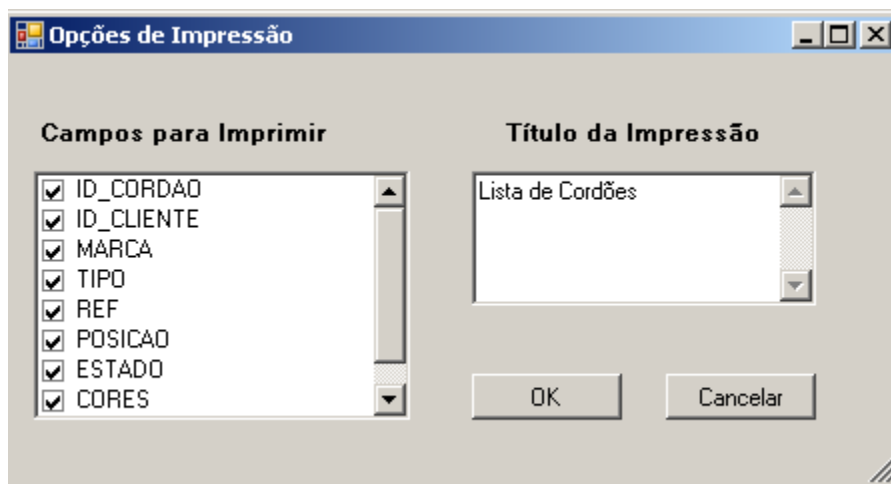 Opções de Impressão
Campos para Imprimir
ID_CORDAO
ID_CLIENTE
MARCA
TIPO
REF
POSICAO
ESTADO
CORES
Título da Impressão
Lista de Cordões
OK
Cancelar